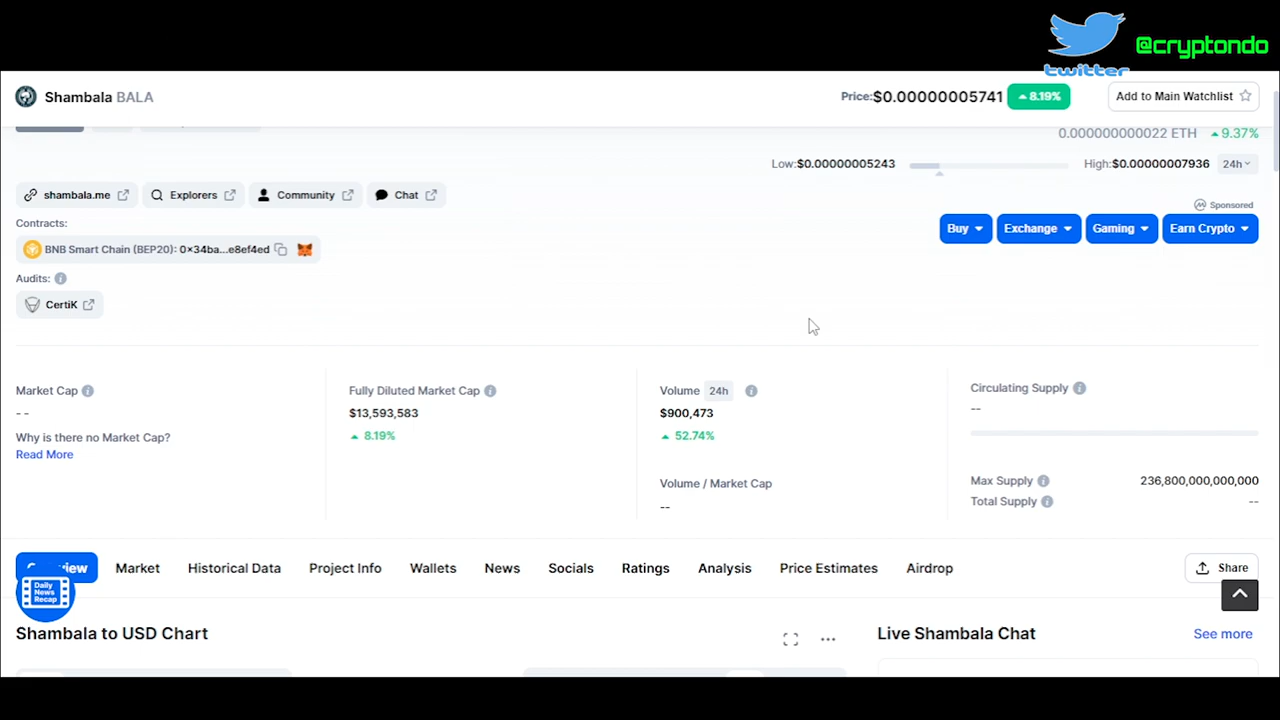 twitter
@cryptondo
Shambala BALA
Price:$0.00000005741
8.19%
Add to Main Watchlist
0.000000000022 ETH
9.37%
Low:$0.00000005243
High:$0.00000007936
24h
shambala.me
Explorers
Community
Chat
Sponsored
Contracts:
Buy
Exchange
Gaming
Earn Crypto
BNB Smart Chain (BEP20): 0x34ba...e8ef4ed
Audits:
CertiK
Market Cap
- -
Why is there no Market Cap?
Read More
Fully Diluted Market Cap
$13,593,583
8.19%
Volume 24h
$900,473
52.74%
Volume / Market Cap
--
Circulating Supply
--
Max Supply
236,800,000,000,000
Total Supply
--
Market
Historical Data
Project Info
Wallets
News
Socials
Ratings
Analysis
Price Estimates
Airdrop
Share
Daily
News
Recap
Shambala to USD Chart
Live Shambala Chat
See more